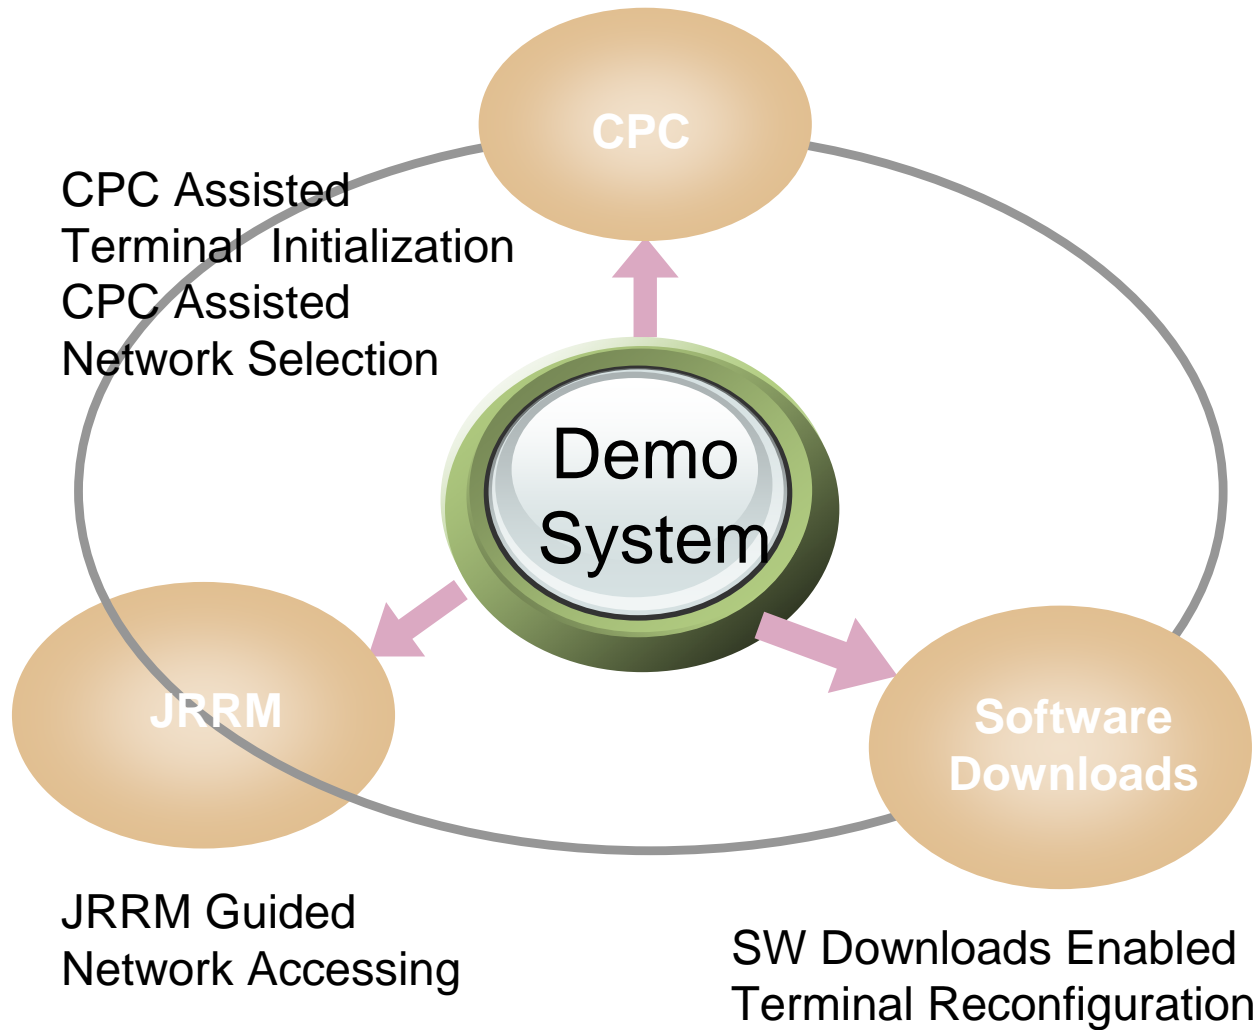 CPC
CPC Assisted
Terminal Initialization
CPC Assisted
Network Selection
Demo
System
JRRM
Software
Downloads
JRRM Guided
Network Accessing
SW Downloads Enabled
Terminal Reconfiguration